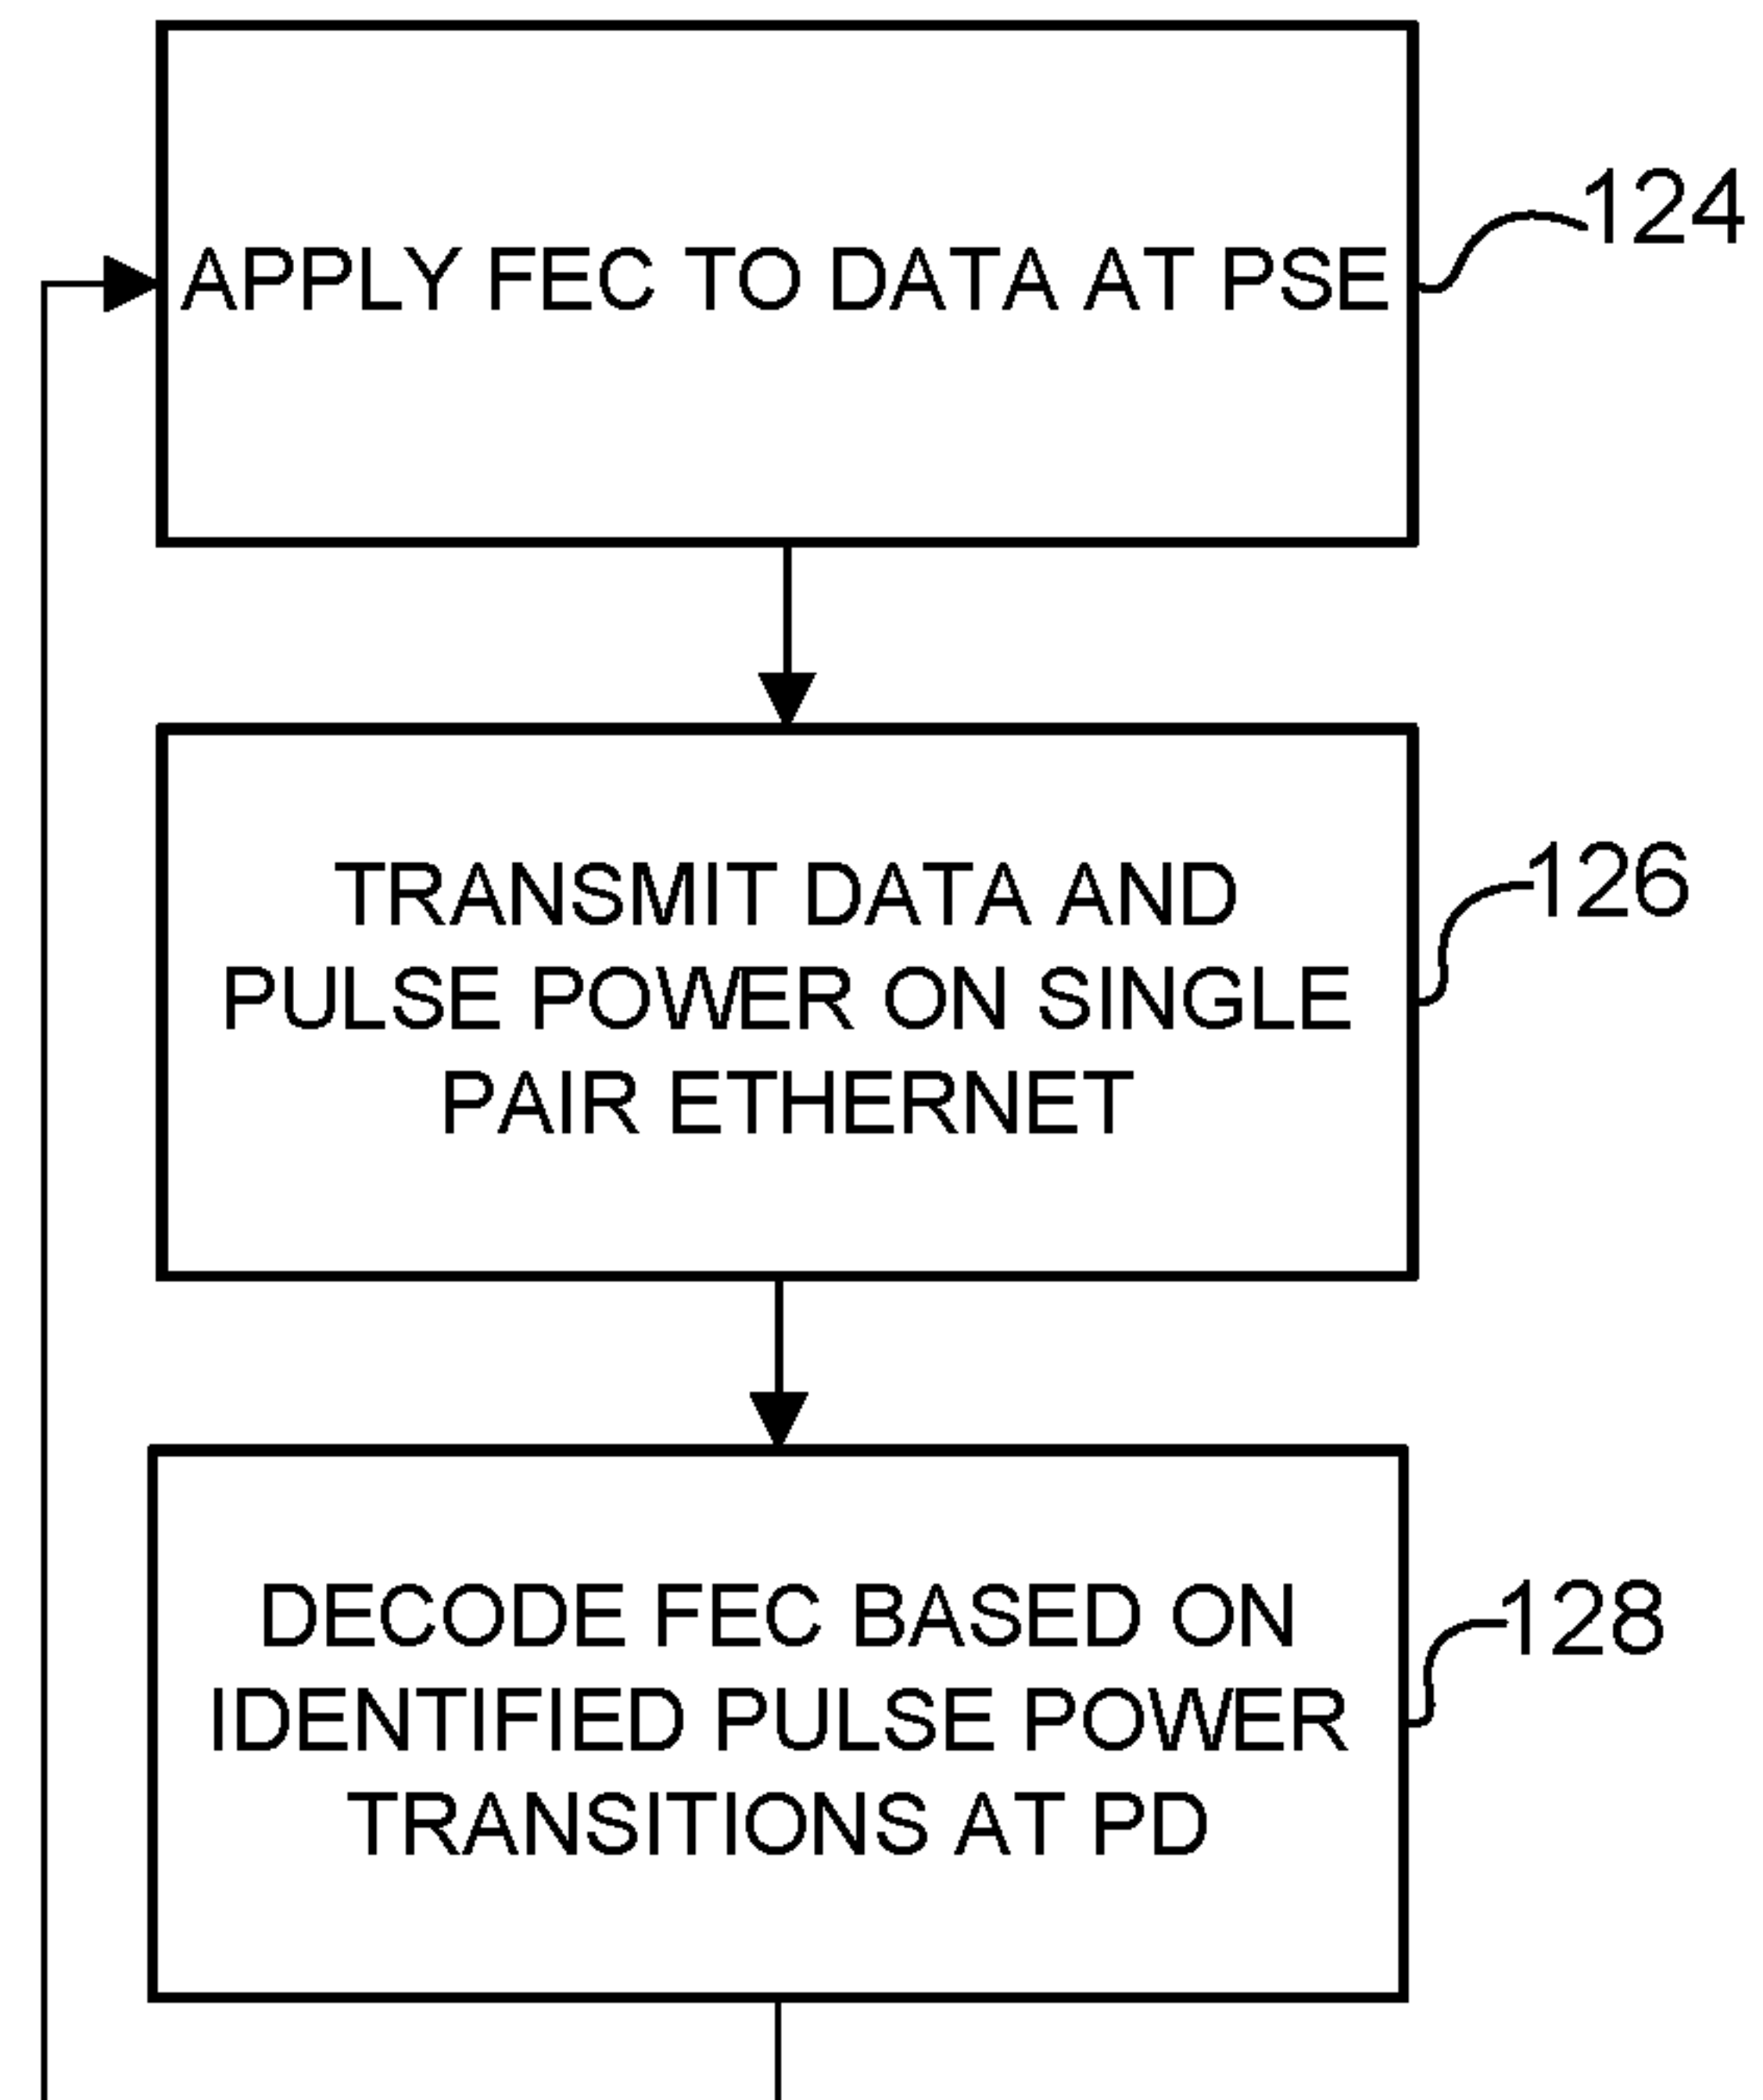 APPLY FEC TO DATA AT PSE
124
TRANSMIT DATA AND
PULSE POWER ON SINGLE
PAIR ETHERNET
126
DECODE FEC BASED ON
IDENTIFIED PULSE POWER
TRANSITIONS AT PD
128